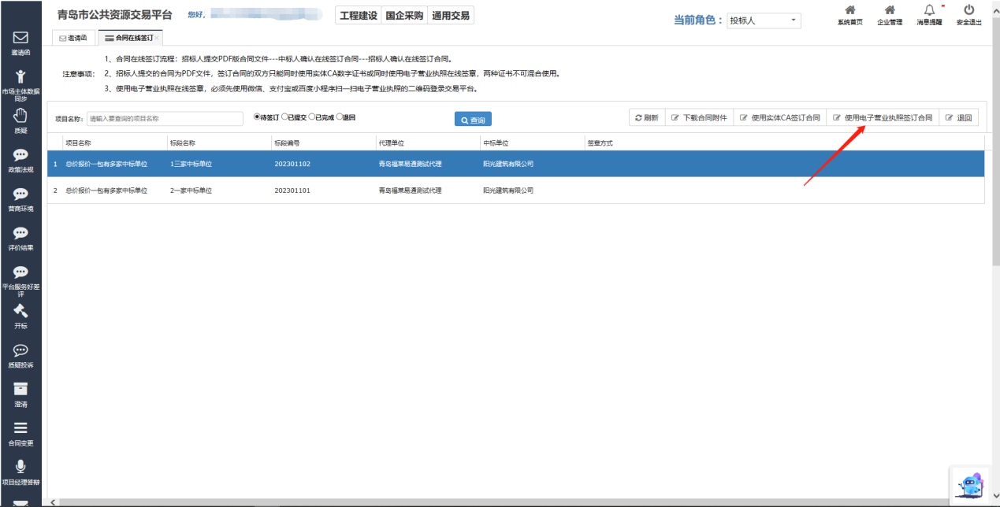 青岛市公共资源交易平台 您好, 工程建设 国企采购 通用交易 当前角色： 投标人 系统首页 企业管理 消息提醒 安全退出
邀请函 合同在线签订
1、合同在线签订流程：招标人提交PDF版合同文件---中标人确认在线签订合同---招标人确认在线签订合同。
注意事项： 2、招标人提交的合同为PDF文件，签订合同的双方只能同时使用实体CA数字证书或同时使用电子营业执照在线签章，两种证书不可混合使用。
3、使用电子营业执照在线签章，必须先使用微信、支付宝或百度小程序扫一扫电子营业执照的二维码登录交易平台。
项目名称: 请输入要查询的项目名称 待签订 已提交 已完成 退回 查询 刷新 下载合同附件 使用实体CA签订合同 使用电子营业执照签订合同 退回
项目名称 标段名称 标段编号 代理单位 中标单位 签章方式
1 总价报价一包有多家中标单位 1三家中标单位 202301102 青岛福莱易通测试代理 阳光建筑有限公司
2 总价报价一包有多家中标单位 2一家中标单位 202301101 青岛福莱易通测试代理 阳光建筑有限公司
邀请函
市场主体数据
同步
质疑
政策法规
营商环境
评价结果
平台服务好差
评
开标
质疑投诉
澄清
合同变更
项目经理答辩